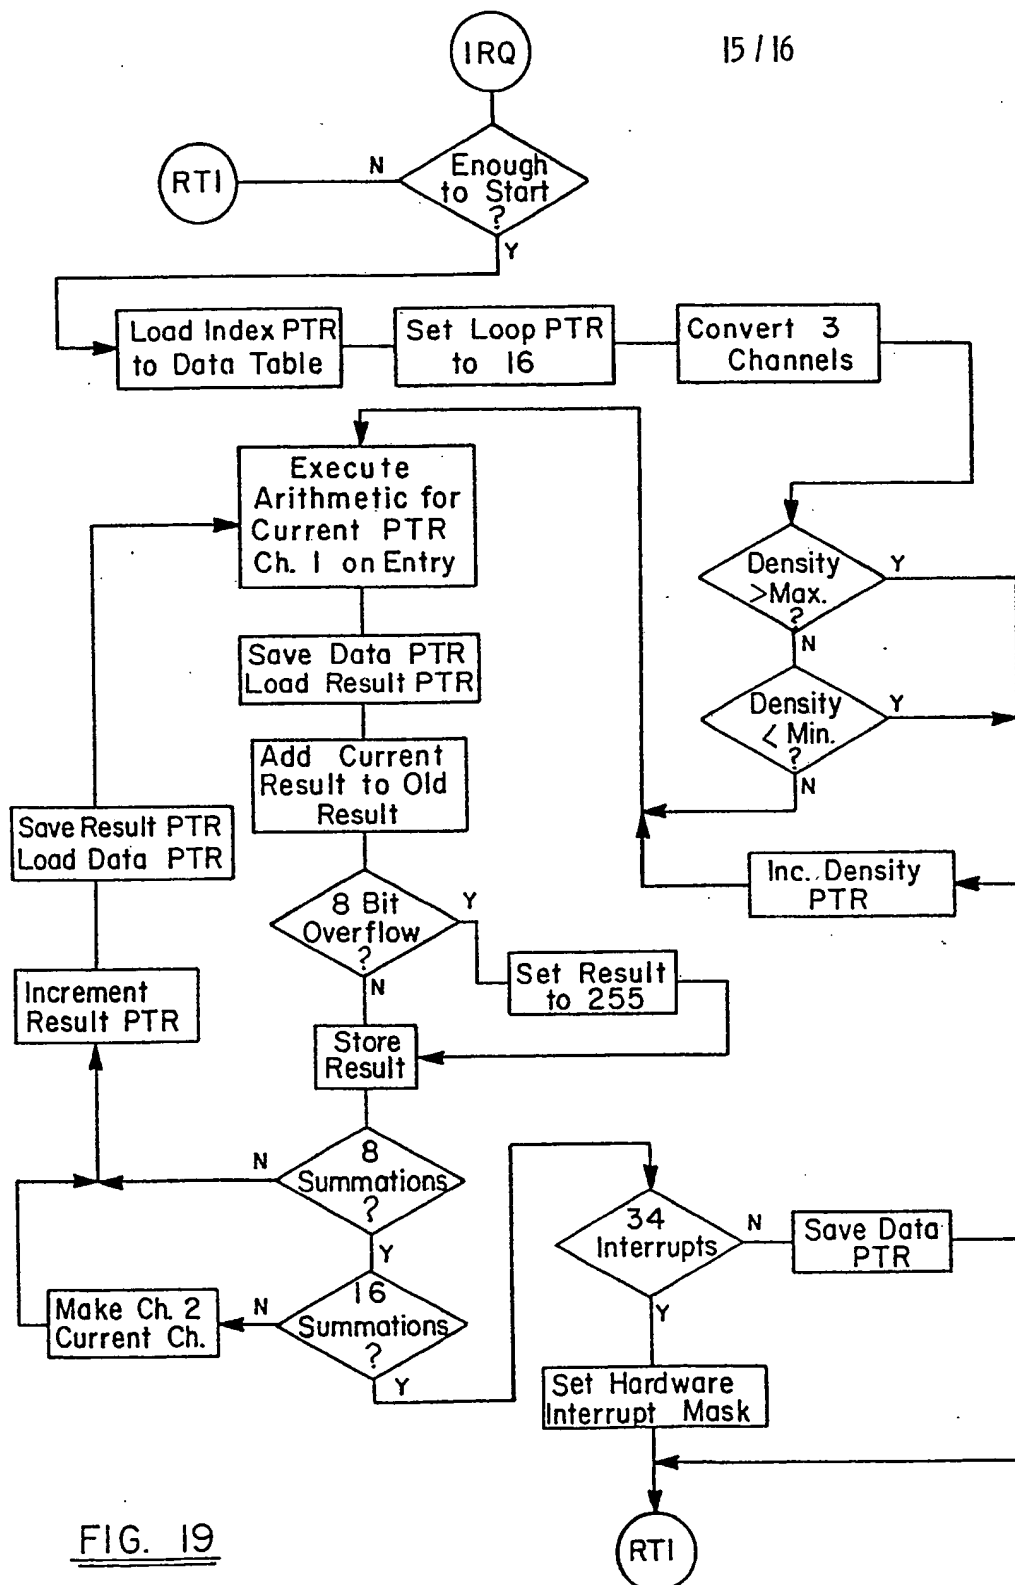 15/16
IRQ
Enough
to Start
?
N
RTI
Y
Load Index PTR
to Data Table
Set Loop PTR
to 16
Convert 3
Channels
Execute
Arithmetic for
Current PTR
Ch. 1 on Entry
Density
>Max.
?
Y
N
Save Data PTR
Load Result PTR
Density
< Min.
?
Y
N
Add Current
Result to Old
Result
Save Result PTR
Load Data PTR
Inc. Density
PTR
8 Bit
Overflow
?
Y
N
Set Result
to 255
Increment
Result PTR
Store
Result
8
Summations
?
N
Y
34
Interrupts
N
Y
Save Data
PTR
16
Summations
?
N
Y
Make Ch. 2
Current Ch.
Set Hardware
Interrupt Mask
RTI
FIG. 19